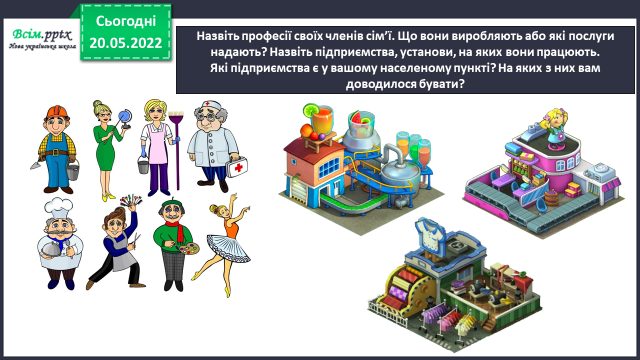 Всім.pptx
Нова українська школа
Сьогодні
20.05.2022
Назвіть професії своїх членів сім’ї. Що вони виробляють або які послуги
надають? Назвіть підприємства, установи, на яких вони працюють.
Які підприємства є у вашому населеному пункті? На яких з них вам
доводилося бувати?